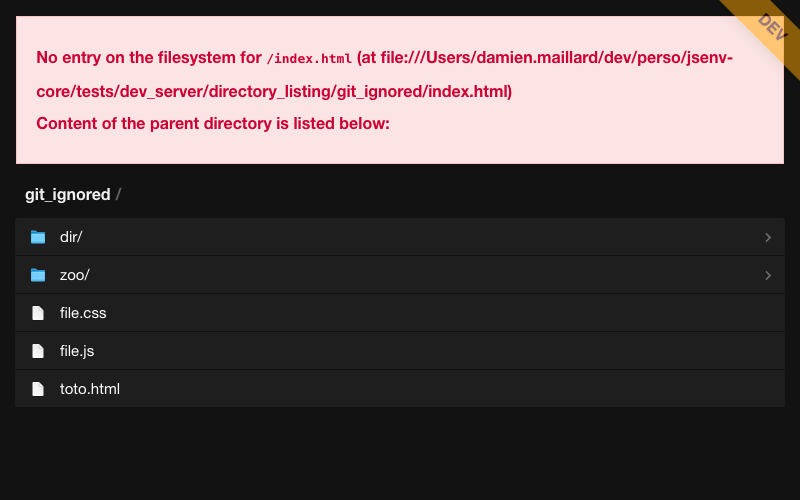 DEV
No entry on the filesystem for /index.html (at file:///Users/damien.maillard/dev/perso/jsenv-
core/tests/dev_server/directory_listing/git_ignored/index.html)
Content of the parent directory is listed below:
git_ignored /
dir/
zoo/
file.css
file.js
toto.html